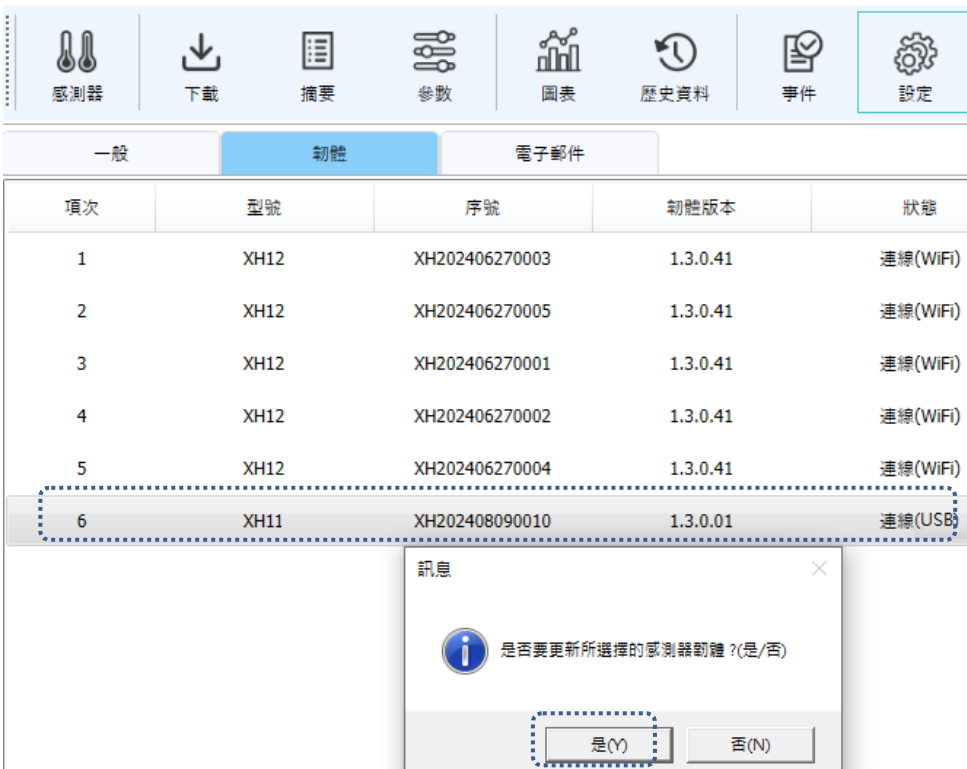 感測器 下載 摘要 參數 圖表 歷史資料 事件 設定
一般 韌體 電子郵件
項次 型號 序號 韌體版本 狀態
1 XH12 XH202406270003 1.3.0.41 連線(WiFi)
2 XH12 XH202406270005 1.3.0.41 連線(WiFi)
3 XH12 XH202406270001 1.3.0.41 連線(WiFi)
4 XH12 XH202406270002 1.3.0.41 連線(WiFi)
5 XH12 XH202406270004 1.3.0.41 連線(WiFi)
6 XH11 XH202408090010 1.3.0.01 連線(USB)
訊息
是否要更新所選擇的感測器韌體 ?(是/否)
是(Y) 否(N)